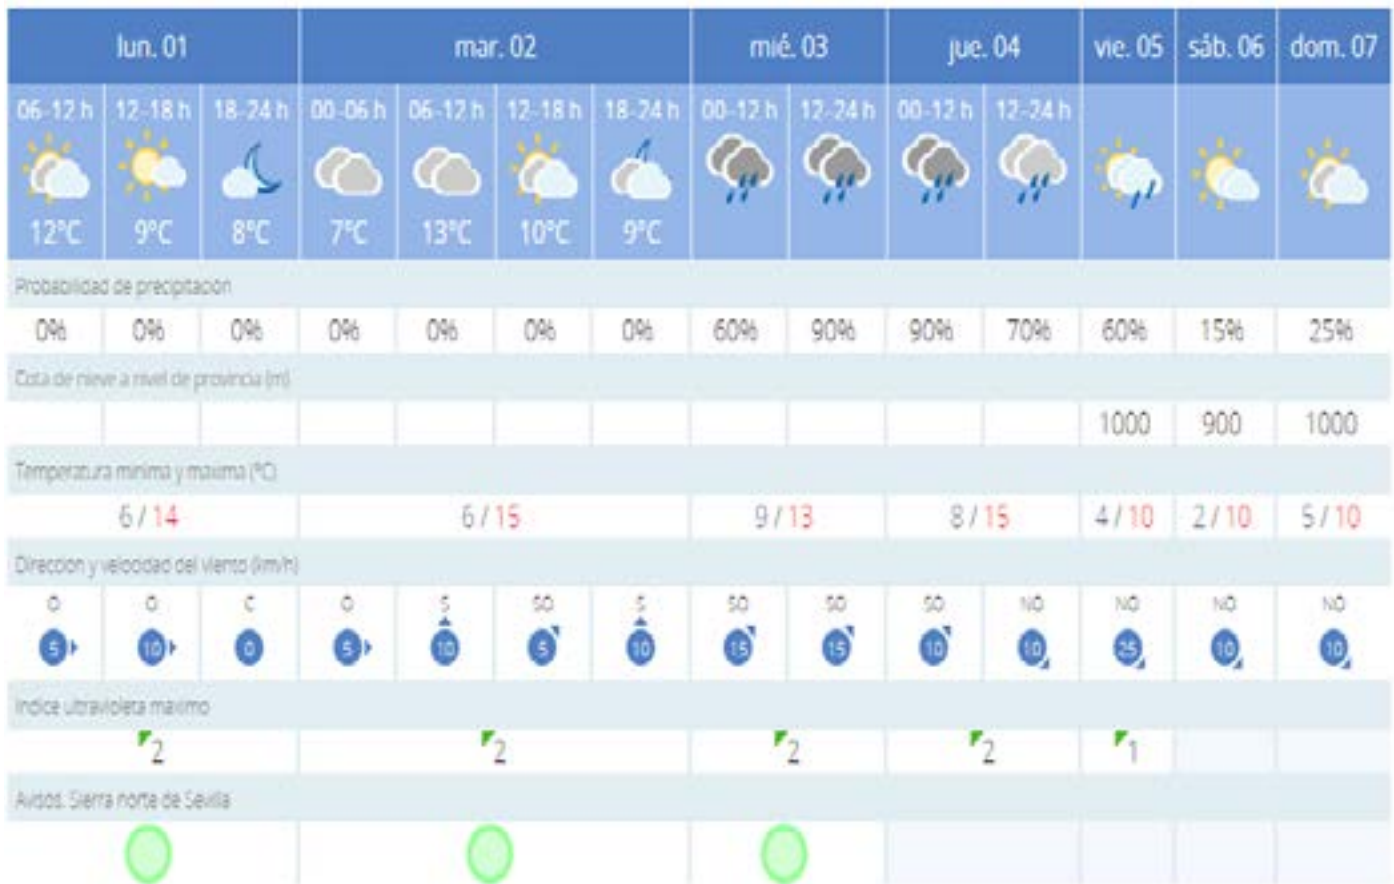 lun. 01 mar. 02 mié. 03 jue. 04 vie. 05 sáb. 06 dom. 07
06-12 h 12-18 h 18-24 h 00-06 h 06-12 h 12-18 h 18-24 h 00-12 h 12-24 h 00-12 h 12-24 h
12°C 9°C 8°C 7°C 13°C 10°C 9°C
Probabilidad de precipitación
0% 0% 0% 0% 0% 0% 0% 60% 90% 90% 70% 60% 15% 25%
Cota de nieve a nivel de provincia (m)
1000 900 1000
Temperatura mínima y máxima (°C)
6 / 14 6 / 15 9 / 13 8 / 15 4 / 10 2 / 10 5 / 10
Dirección y velocidad del viento (km/h)
O O C O S SO S SO SO SO NO NO NO NO
5 10 0 5 10 5 10 15 15 10 10 25 10 10
Índice ultravioleta máximo
2 2 2 2 1
Avisos. Sierra norte de Sevilla